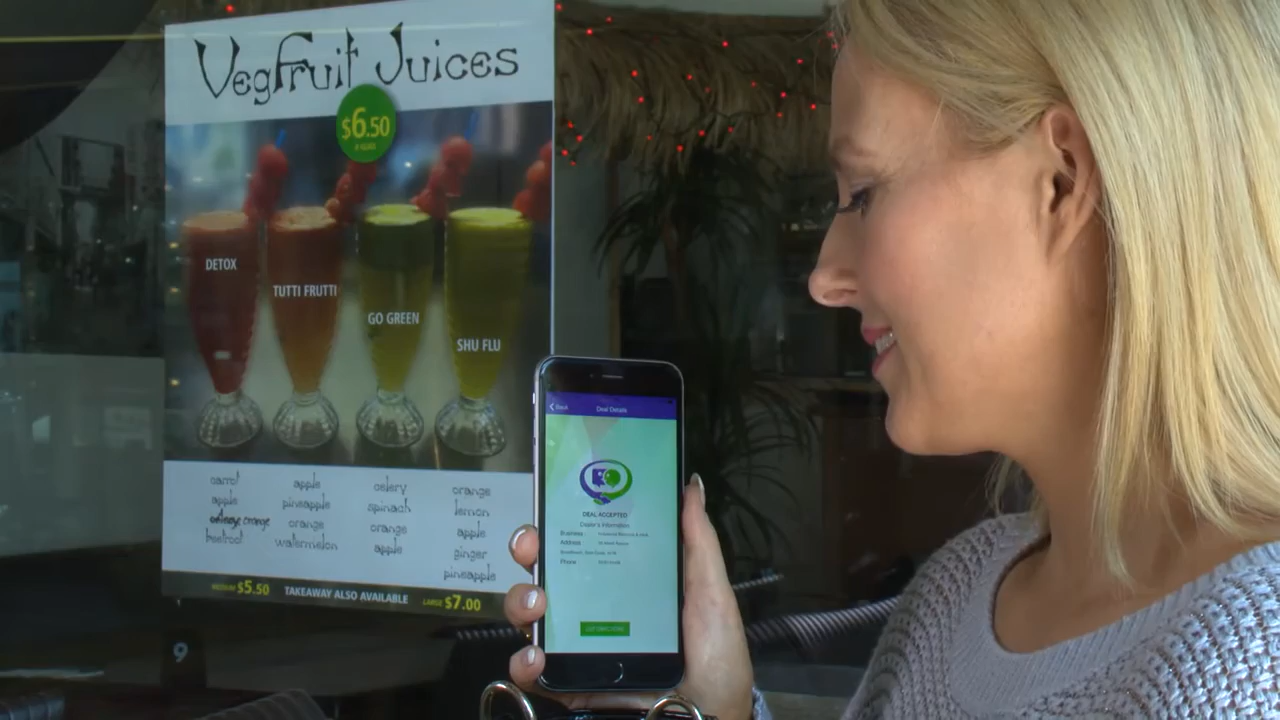 VegFruit Juices
$6.50
DETOX
TUTTI FRUTTI
GO GREEN
SHU FLU
carrot
apple
orange
beetroot
apple
pineapple
orange
watermelon
celery
spinach
orange
apple
orange
lemon
apple
ginger
pineapple
$5.50
TAKEAWAY ALSO AVAILABLE
LARGE $7.00
9
Back
Deal Details
DEAL ACCEPTED
Dealer's Information
Business
Address
Phone